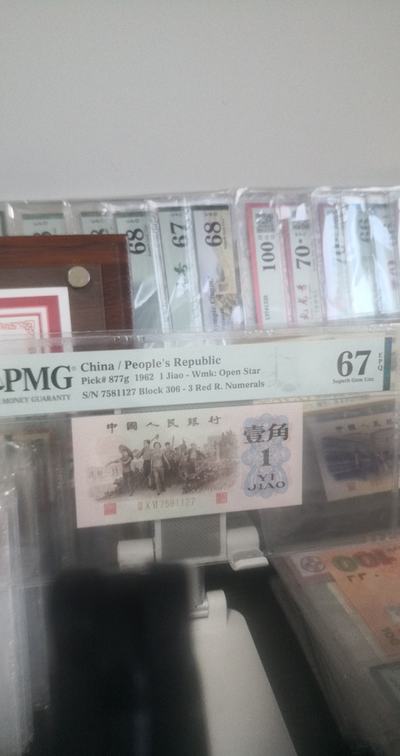 68
67
68
100
70
PMG
MONEY GUARANTY
China / People's Republic
Pick# 877g 1962 1 Jiao - Wmk: Open Star
S/N 7581127 Block 306 - 3 Red R. Numerals
67 EPQ
Superb Gem Unc
中國人民銀行
壹角
1
YI
JIAO
7581127
100